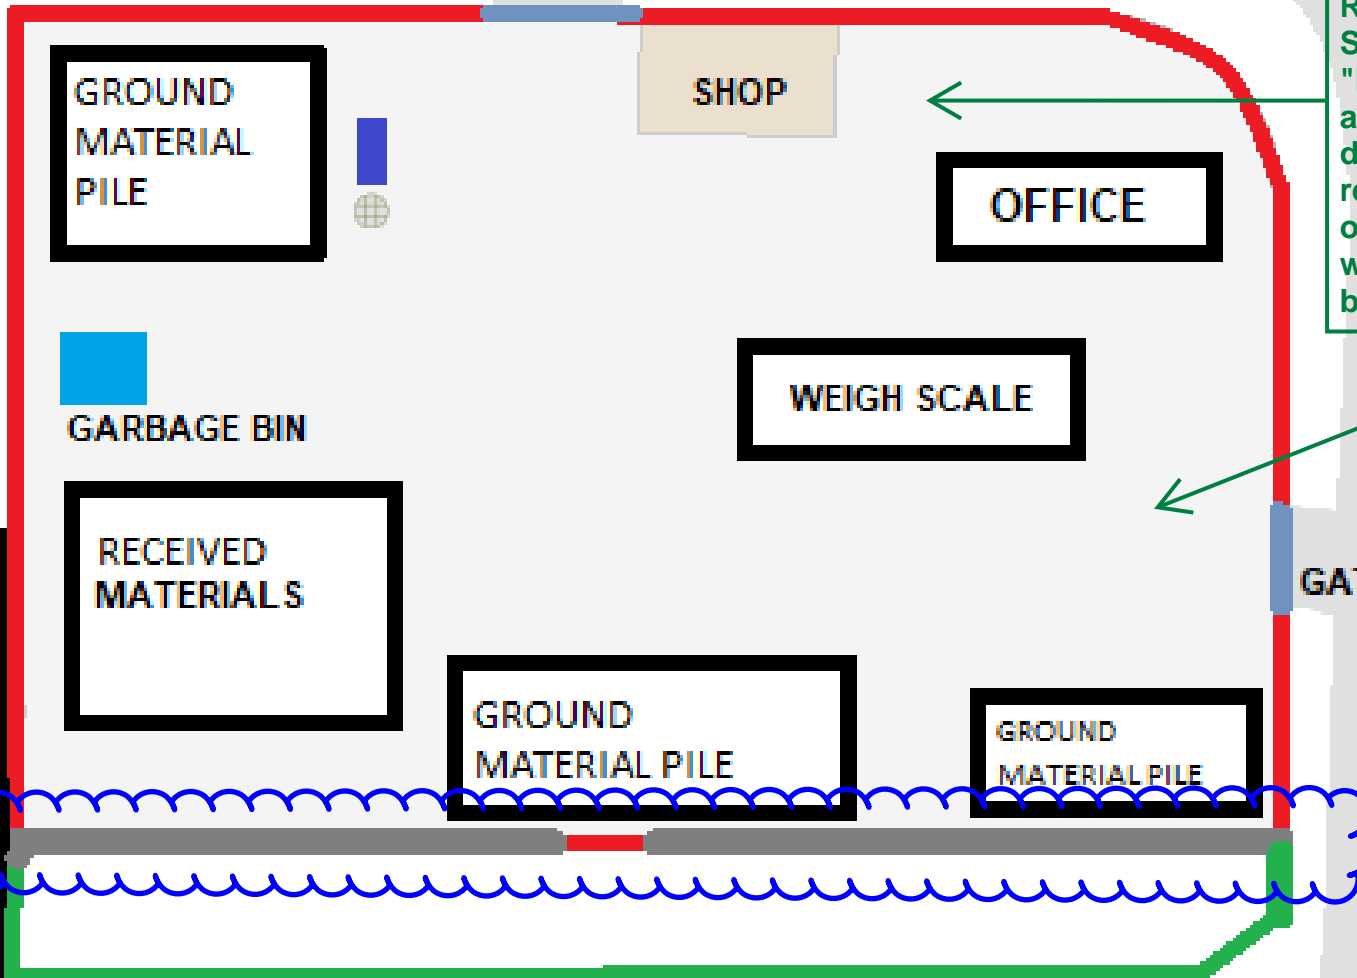 GROUND
MATERIAL
PILE
SHOP
OFFICE
WEIGH SCALE
GARBAGE BIN
RECEIVED
MATERIALS
GROUND
MATERIAL PILE
GROUND
MATERIAL PILE